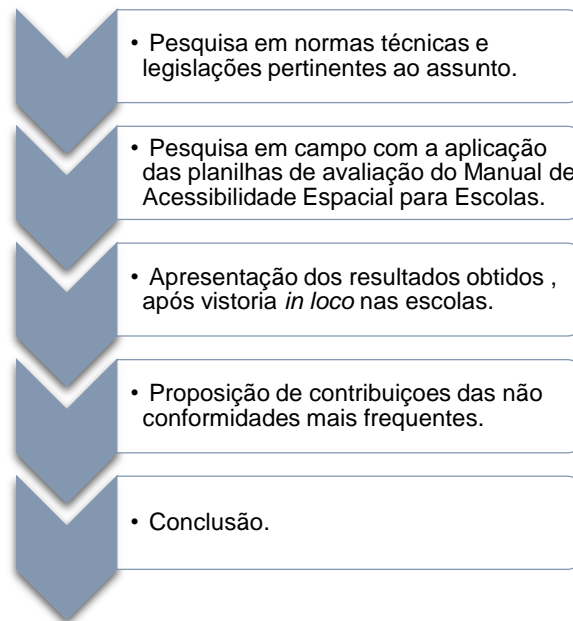 • Pesquisa em normas técnicas e
legislações pertinentes ao assunto.
• Pesquisa em campo com a aplicação
das planilhas de avaliação do Manual de
Acessibilidade Espacial para Escolas.
• Apresentação dos resultados obtidos ,
após vistoria in loco nas escolas.
• Proposição de contribuiçoes das não
conformidades mais frequentes.
• Conclusão.